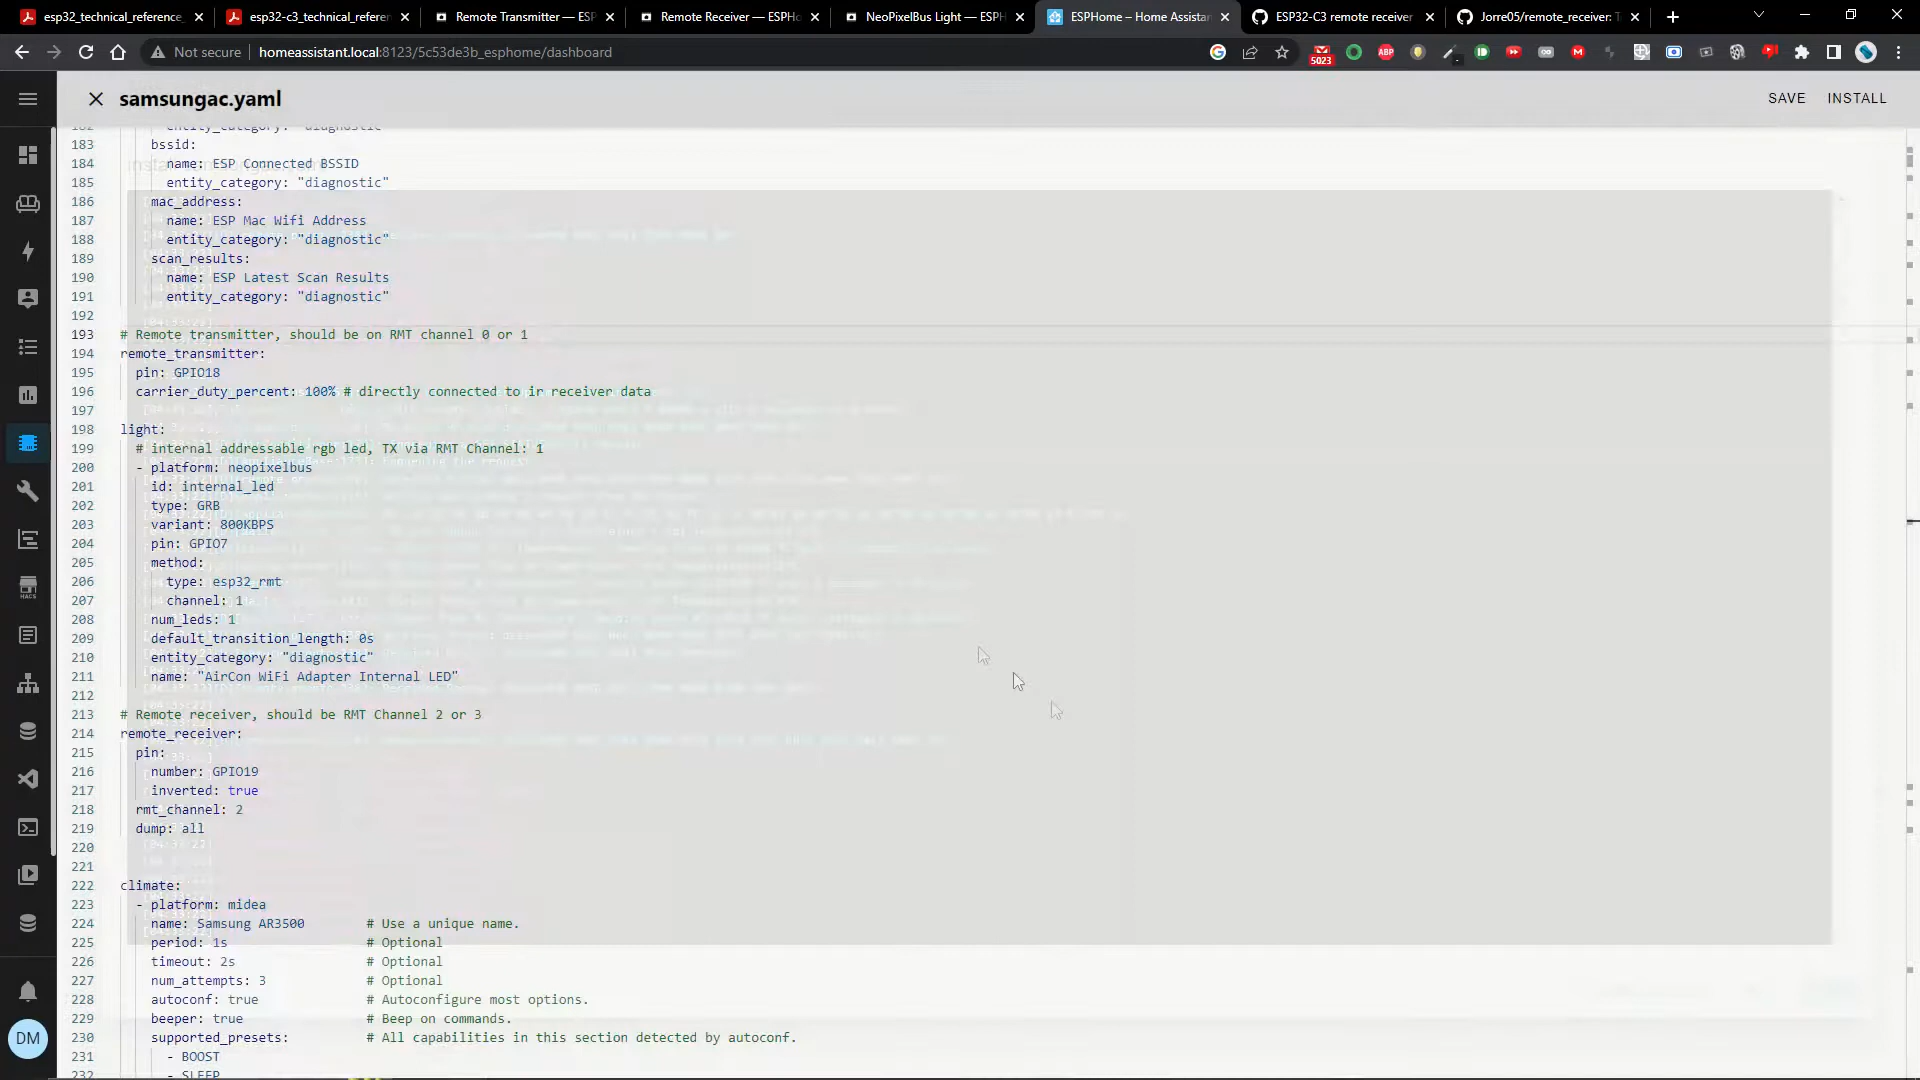 esp32_technical_reference_
esp32-c3_technical_referen
Remote Transmitter — ESPH
Remote Receiver — ESPHo
NeoPixelBus Light — ESPH
ESPHome – Home Assistan
ESP32-C3 remote receiver
Jorre05/remote_receiver: T
Not secure
homeassistant.local:8123/5c53de3b_esphome/dashboard
5023
ABP
samsungac.yaml
SAVE
INSTALL
182 entity_category: "diagnostic"
183 bssid:
184 name: ESP Connected BSSID
185 entity_category: "diagnostic"
186 mac_address:
187 name: ESP Mac Wifi Address
188 entity_category: "diagnostic"
189 scan_results:
190 name: ESP Latest Scan Results
191 entity_category: "diagnostic"
192
193 # Remote transmitter, should be on RMT channel 0 or 1
194 remote_transmitter:
195 pin: GPIO18
196 carrier_duty_percent: 100% # directly connected to ir receiver data
197
198 light:
199 # internal addressable rgb led, TX via RMT Channel: 1
200 - platform: neopixelbus
201 id: internal_led
202 type: GRB
203 variant: 800KBPS
204 pin: GPIO7
205 method:
206 type: esp32_rmt
207 channel: 1
208 num_leds: 1
209 default_transition_length: 0s
210 entity_category: "diagnostic"
211 name: "AirCon WiFi Adapter Internal LED"
212
213 # Remote receiver, should be RMT Channel 2 or 3
214 remote_receiver:
215 pin:
216 number: GPIO19
217 inverted: true
218 rmt_channel: 2
219 dump: all
220
221
222 climate:
223 - platform: midea
224 name: Samsung AR3500 # Use a unique name.
225 period: 1s # Optional
226 timeout: 2s # Optional
227 num_attempts: 3 # Optional
228 autoconf: true # Autoconfigure most options.
229 beeper: true # Beep on commands.
230 supported_presets: # All capabilities in this section detected by autoconf.
231 - BOOST
232 - SLEEP
HACS
DM